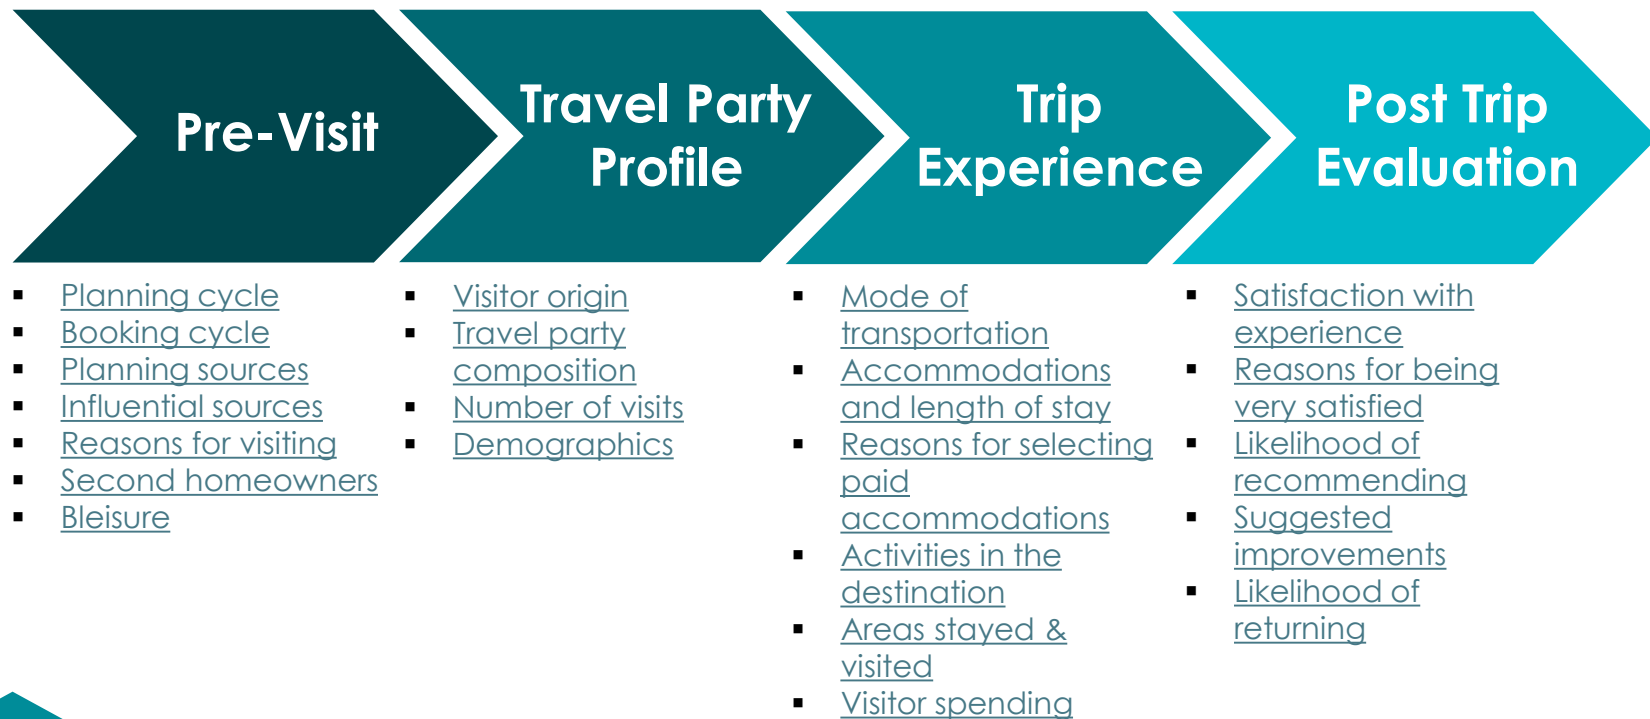 Pre-Visit
Travel Party
Profile
Trip
Experience
Post Trip
Evaluation
▪ Planning cycle
▪ Booking cycle
▪ Planning sources
▪ Influential sources
▪ Reasons for visiting
▪ Second homeowners
▪ Bleisure
▪ Visitor origin
▪ Travel party
composition
▪ Number of visits
▪ Demographics
▪ Mode of
transportation
▪ Accommodations
and length of stay
▪ Reasons for selecting
paid
accommodations
▪ Activities in the
destination
▪ Areas stayed &
visited
▪ Visitor spending
▪ Satisfaction with
experience
▪ Reasons for being
very satisfied
▪ Likelihood of
recommending
▪ Suggested
improvements
▪ Likelihood of
returning